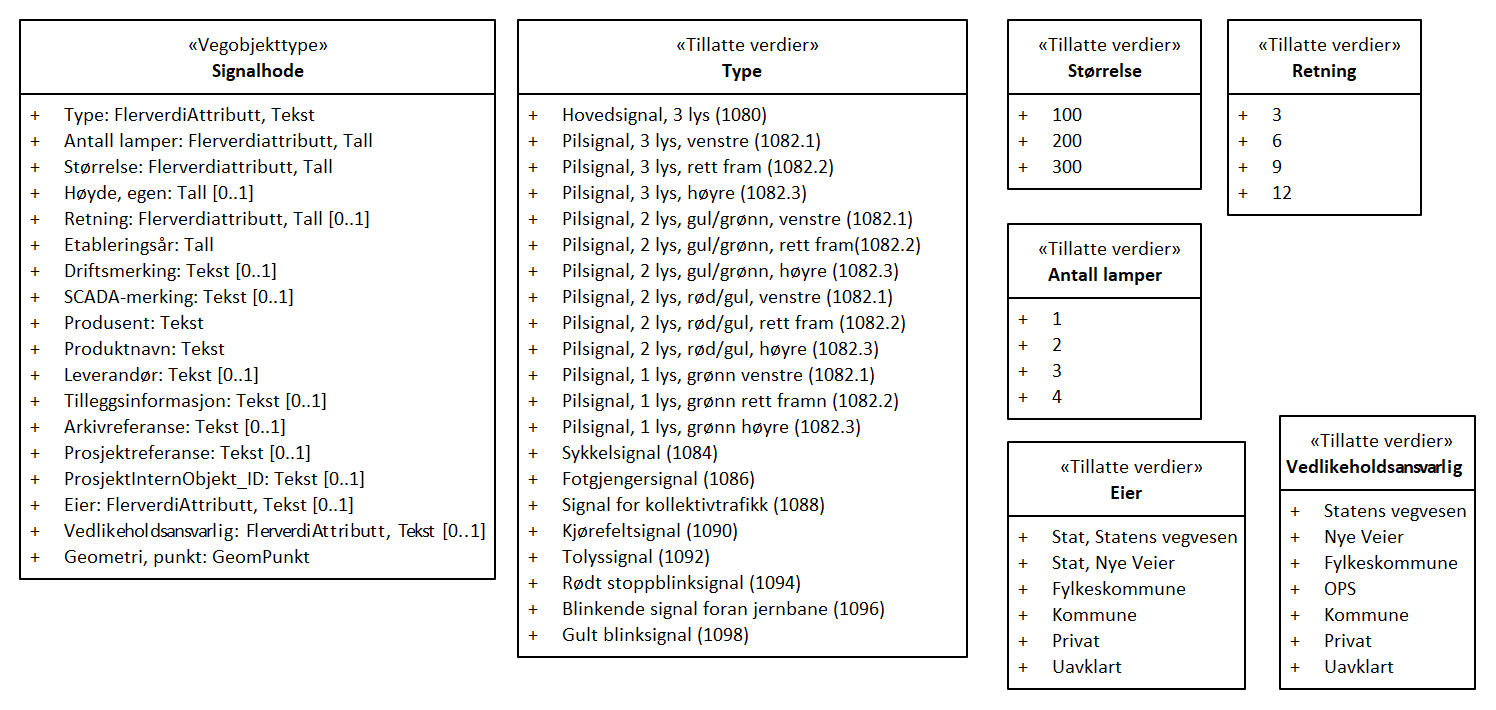 «Vegobjekttype»
Signalhode
+ Type: FlerverdiAttributt, Tekst
+ Antall lamper: Flerverdiattributt, Tall
+ Størrelse: Flerverdiattributt, Tall
+ Høyde, egen: Tall [0..1]
+ Retning: Flerverdiattributt, Tall [0..1]
+ Etableringsår: Tall
+ Driftsmerking: Tekst [0..1]
+ SCADA-merking: Tekst [0..1]
+ Produsent: Tekst
+ Produktnavn: Tekst
+ Leverandør: Tekst [0..1]
+ Tilleggsinformasjon: Tekst [0..1]
+ Arkivreferanse: Tekst [0..1]
+ Prosjektreferanse: Tekst [0..1]
+ ProsjektInternObjekt_ID: Tekst [0..1]
+ Eier: FlerverdiAttributt, Tekst [0..1]
+ Vedlikeholdsansvarlig: FlerverdiAttributt, Tekst [0..1]
+ Geometri, punkt: GeomPunkt
«Tillatte verdier»
Type
+ Hovedsignal, 3 lys (1080)
+ Pilsignal, 3 lys, venstre (1082.1)
+ Pilsignal, 3 lys, rett fram (1082.2)
+ Pilsignal, 3 lys, høyre (1082.3)
+ Pilsignal, 2 lys, gul/grønn, venstre (1082.1)
+ Pilsignal, 2 lys, gul/grønn, rett fram(1082.2)
+ Pilsignal, 2 lys, gul/grønn, høyre (1082.3)
+ Pilsignal, 2 lys, rød/gul, venstre (1082.1)
+ Pilsignal, 2 lys, rød/gul, rett fram (1082.2)
+ Pilsignal, 2 lys, rød/gul, høyre (1082.3)
+ Pilsignal, 1 lys, grønn venstre (1082.1)
+ Pilsignal, 1 lys, grønn rett framn (1082.2)
+ Pilsignal, 1 lys, grønn høyre (1082.3)
+ Sykkelsignal (1084)
+ Fotgjengersignal (1086)
+ Signal for kollektivtrafikk (1088)
+ Kjørefeltsignal (1090)
+ Tolyssignal (1092)
+ Rødt stoppblinksignal (1094)
+ Blinkende signal foran jernbane (1096)
+ Gult blinksignal (1098)
«Tillatte verdier»
Størrelse
+ 100
+ 200
+ 300
«Tillatte verdier»
Retning
+ 3
+ 6
+ 9
+ 12
«Tillatte verdier»
Antall lamper
+ 1
+ 2
+ 3
+ 4
«Tillatte verdier»
Eier
+ Stat, Statens vegvesen
+ Stat, Nye Veier
+ Fylkeskommune
+ Kommune
+ Privat
+ Uavklart
«Tillatte verdier»
Vedlikeholdsansvarlig
+ Statens vegvesen
+ Nye Veier
+ Fylkeskommune
+ OPS
+ Kommune
+ Privat
+ Uavklart